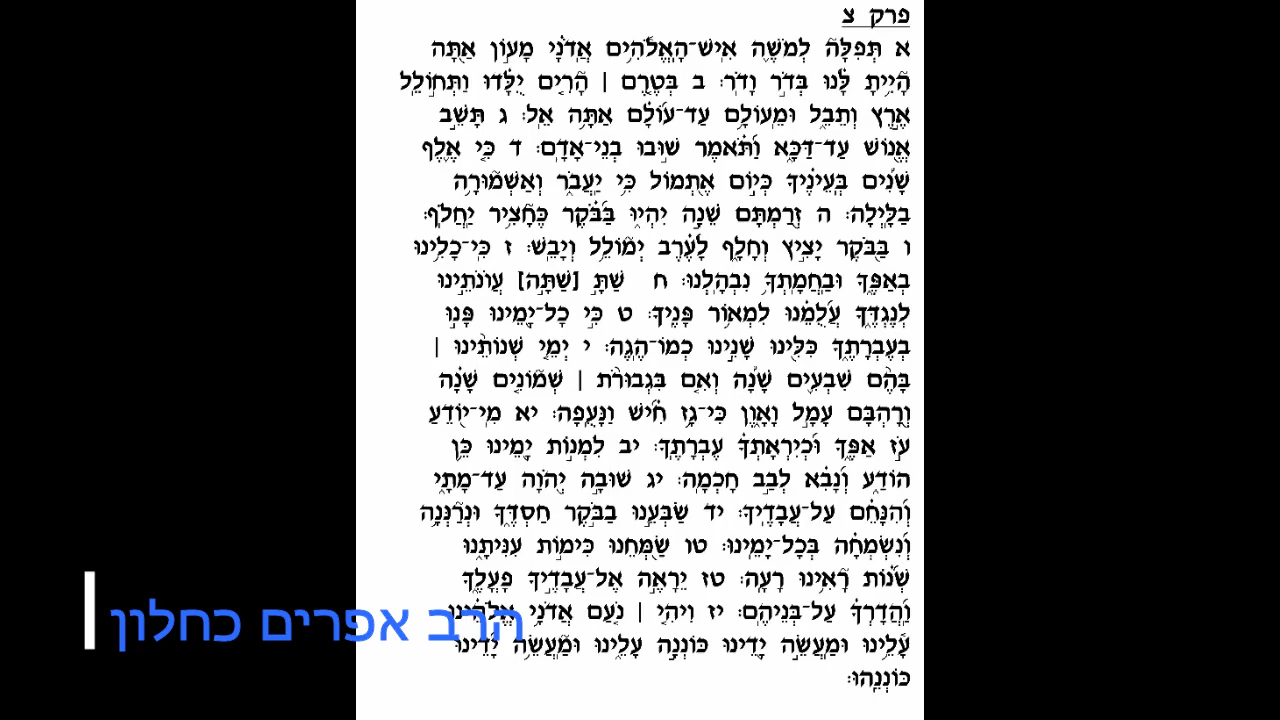 פרק צ
א תְּפִלָּה לְמֹשֶׁה אִישׁ־הָאֱלֹהִים אֲדֹנָי מָעוֹן אַתָּה
הָיִיתָ לָּנוּ בְּדֹר וָדֹר: ב בְּטֶרֶם | הָרִים יֻלָּדוּ וַתְּחוֹלֵל
אֶרֶץ וְתֵבֵל וּמֵעוֹלָם עַד־עוֹלָם אַתָּה אֵל: ג תָּשֵׁב
אֱנוֹשׁ עַד־דַּכָּא וַתֹּאמֶר שׁוּבוּ בְנֵי־אָדָם: ד כִּי אֶלֶף
שָׁנִים בְּעֵינֶיךָ כְּיוֹם אֶתְמוֹל כִּי יַעֲבֹר וְאַשְׁמוּרָה
בַלָּיְלָה: ה זְרַמְתָּם שֵׁנָה יִהְיוּ בַּבֹּקֶר כֶּחָצִיר יַחֲלֹף:
ו בַּבֹּקֶר יָצִיץ וְחָלָף לָעֶרֶב יְמוֹלֵל וְיָבֵשׁ: ז כִּי־כָלִינוּ
בְאַפֶּךָ וּבַחֲמָתְךָ נִבְהָלְנוּ: ח שַׁתָּ [שַׁתָּה] עֲוֹנֹתֵינוּ
לְנֶגְדֶּךָ עֲלֻמֵנוּ לִמְאוֹר פָּנֶיךָ: ט כִּי כָל־יָמֵינוּ פָּנוּ
בְעֶבְרָתֶךָ כִּלִּינוּ שָׁנֵינוּ כְמוֹ־הֶגֶה: י יְמֵי שְׁנוֹתֵינוּ |
בָּהֶם שִׁבְעִים שָׁנָה וְאִם בִּגְבוּרֹת | שְׁמוֹנִים שָׁנָה
וְרָהְבָּם עָמָל וָאָוֶן כִּי־גָז חִישׁ וַנָּעֻפָה: יא מִי־יוֹדֵעַ
עֹז אַפֶּךָ וּכְיִרְאָתְךָ עֶבְרָתֶךָ: יב לִמְנוֹת יָמֵינוּ כֵּן
הוֹדַע וְנָבִא לְבַב חָכְמָה: יג שׁוּבָה יְהוָה עַד־מָתָי
וְהִנָּחֵם עַל־עֲבָדֶיךָ: יד שַׂבְּעֵנוּ בַבֹּקֶר חַסְדֶּךָ וּנְרַנְּנָה
וְנִשְׂמְחָה בְּכָל־יָמֵינוּ: טו שַׂמְּחֵנוּ כִּימוֹת עִנִּיתָנוּ
שְׁנוֹת רָאִינוּ רָעָה: טז יֵרָאֶה אֶל־עֲבָדֶיךָ פָעֳלֶךָ
וַהֲדָרְךָ עַל־בְּנֵיהֶם: יז וִיהִי | נֹעַם אֲדֹנָי אֱלֹהֵינוּ
עָלֵינוּ וּמַעֲשֵׂה יָדֵינוּ כּוֹנְנָה עָלֵינוּ וּמַעֲשֵׂה יָדֵינוּ
כּוֹנְנֵהוּ:
הרב אפרים כחלון